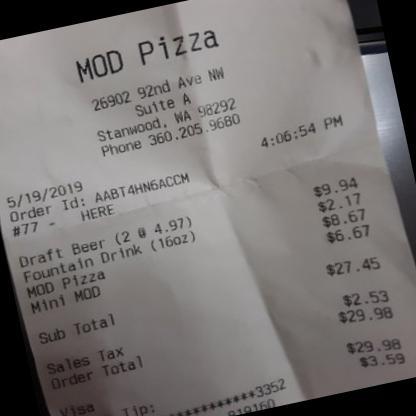 MOD Pizza
26902 92nd Ave NW
Suite A
Stanwood, WA 98292
Phone 360.205.9680
5/19/2019 4:06:54 PM
Order Id: AABT4HN6ACCM
#77 - HERE
Draft Beer (2 @ 4.97) $9.94
Fountain Drink (16oz) $2.17
MOD Pizza $8.67
Mini MOD $6.67
Sub Total $27.45
Sales Tax $2.53
Order Total $29.98
Visa ***********3352 $29.98
Tip: 819160 $3.59